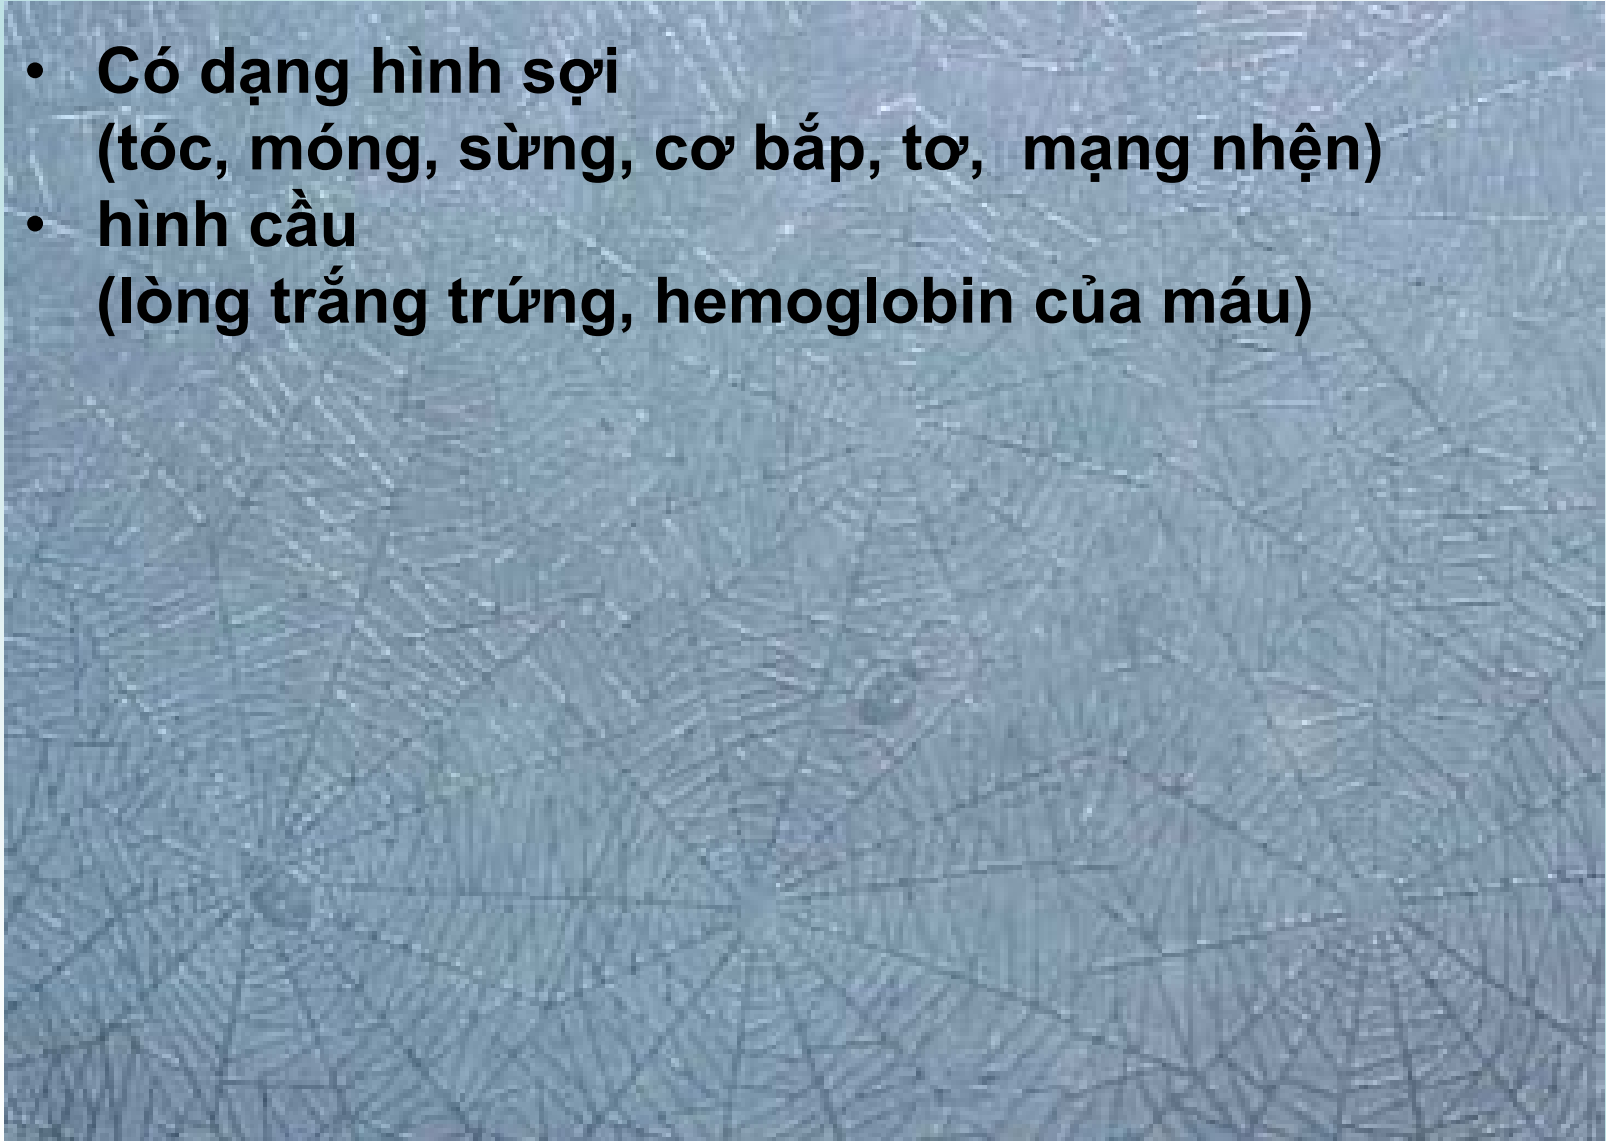 • Có dạng hình sợi
(tóc, móng, sừng, cơ bắp, tơ,  mạng nhện)
• hình cầu
(lòng trắng trứng, hemoglobin của máu)